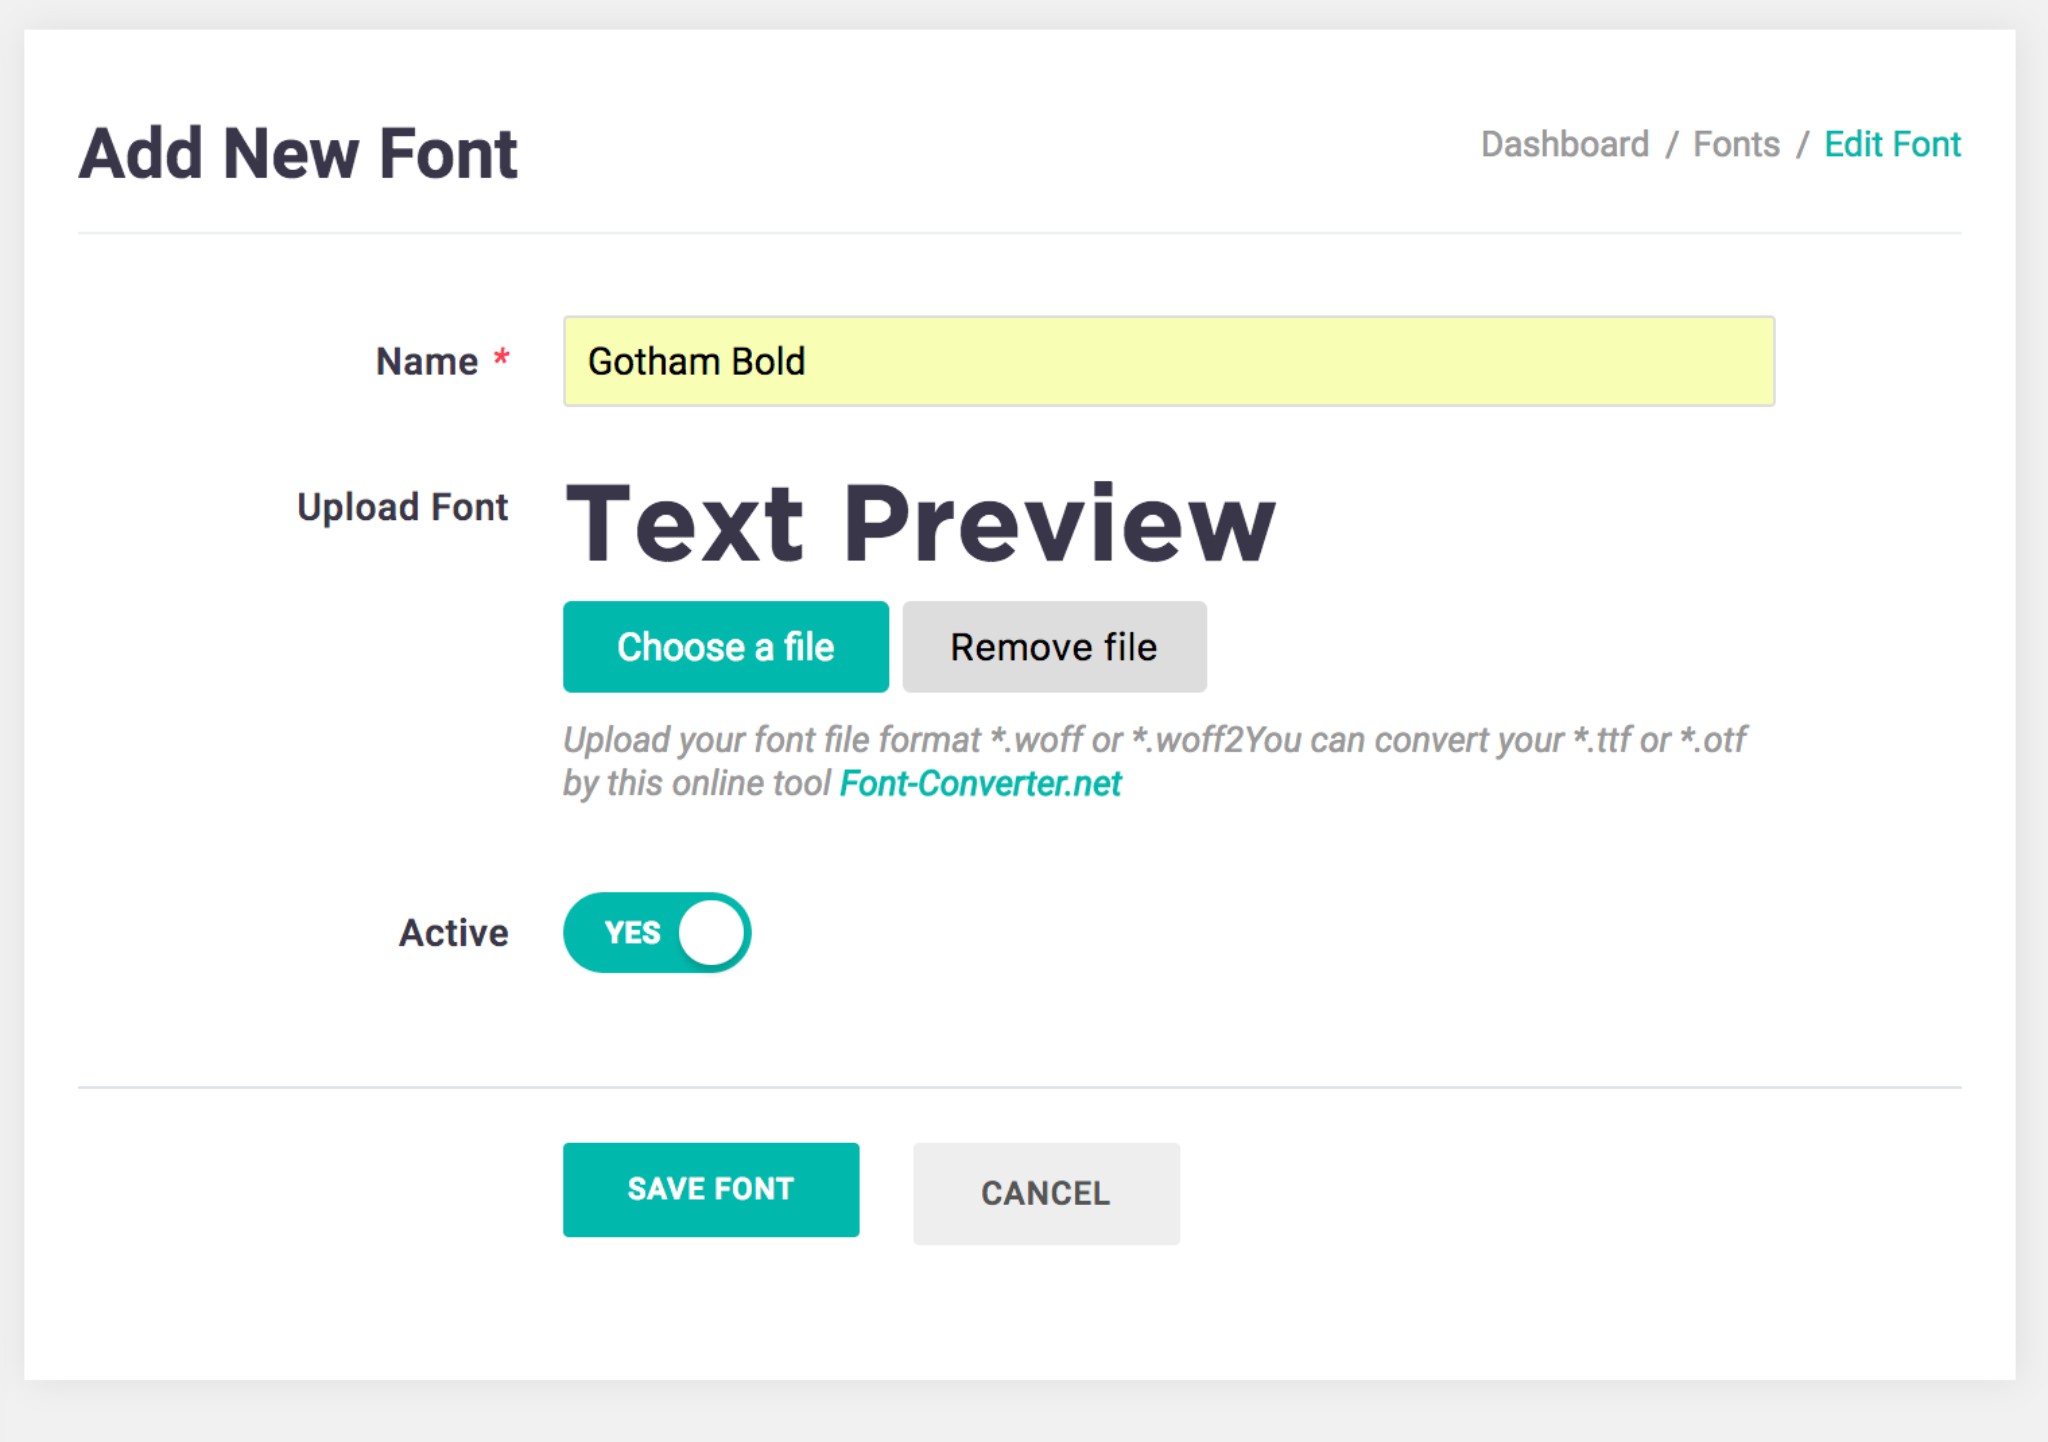 Add New Font
Dashboard / Fonts / Edit Font
Name *
Gotham Bold
Upload Font
Text Preview
Choose a file
Remove file
Upload your font file format *.woff or *.woff2You can convert your *.ttf or *.otf
by this online tool Font-Converter.net
Active
YES
SAVE FONT
CANCEL